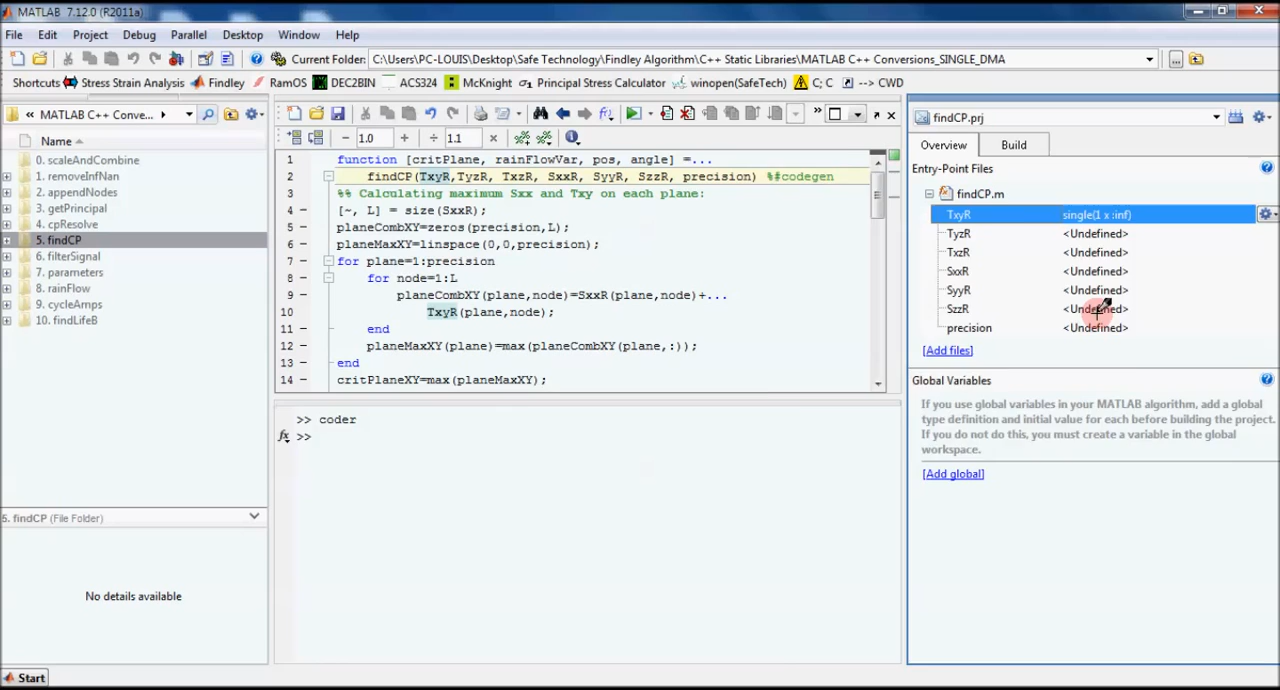 MATLAB 7.12.0 (R2011a)
File Edit Project Debug Parallel Desktop Window Help
Current Folder: C:\Users\PC-LOUIS\Desktop\Safe Technology\Findley Algorithm\C++ Static Libraries\MATLAB C++ Conversions_SINGLE_DMA
Shortcuts Stress Strain Analysis Findley RamOS DEC2BIN ACS324 McKnight σ1 Principal Stress Calculator winopen(SafeTech) C; C --> CWD
« MATLAB C++ Conve...
Name
0. scaleAndCombine
1. removeInfNan
2. appendNodes
3. getPrincipal
4. cpResolve
5. findCP
6. filterSignal
7. parameters
8. rainFlow
9. cycleAmps
10. findLifeB
5. findCP (File Folder)
No details available
Start
− 1.0 + ÷ 1.1 ×
1 function [critPlane, rainFlowVar, pos, angle] =...
2 findCP(TxyR,TyzR, TxzR, SxxR, SyyR, SzzR, precision) %#codegen
3 %% Calculating maximum Sxx and Txy on each plane:
4 − [~, L] = size(SxxR);
5 − planeCombXY=zeros(precision,L);
6 − planeMaxXY=linspace(0,0,precision);
7 − for plane=1:precision
8 − for node=1:L
9 − planeCombXY(plane,node)=SxxR(plane,node)+...
10 TxyR(plane,node);
11 − end
12 − planeMaxXY(plane)=max(planeCombXY(plane,:));
13 − end
14 − critPlaneXY=max(planeMaxXY);
>> coder
fx >>
findCP.prj
Overview Build
Entry-Point Files
findCP.m
TxyR single(1 x :inf)
TyzR <Undefined>
TxzR <Undefined>
SxxR <Undefined>
SyyR <Undefined>
SzzR <Undefined>
precision <Undefined>
[Add files]
Global Variables
If you use global variables in your MATLAB algorithm, add a global
type definition and initial value for each before building the project.
If you do not do this, you must create a variable in the global
workspace.
[Add global]